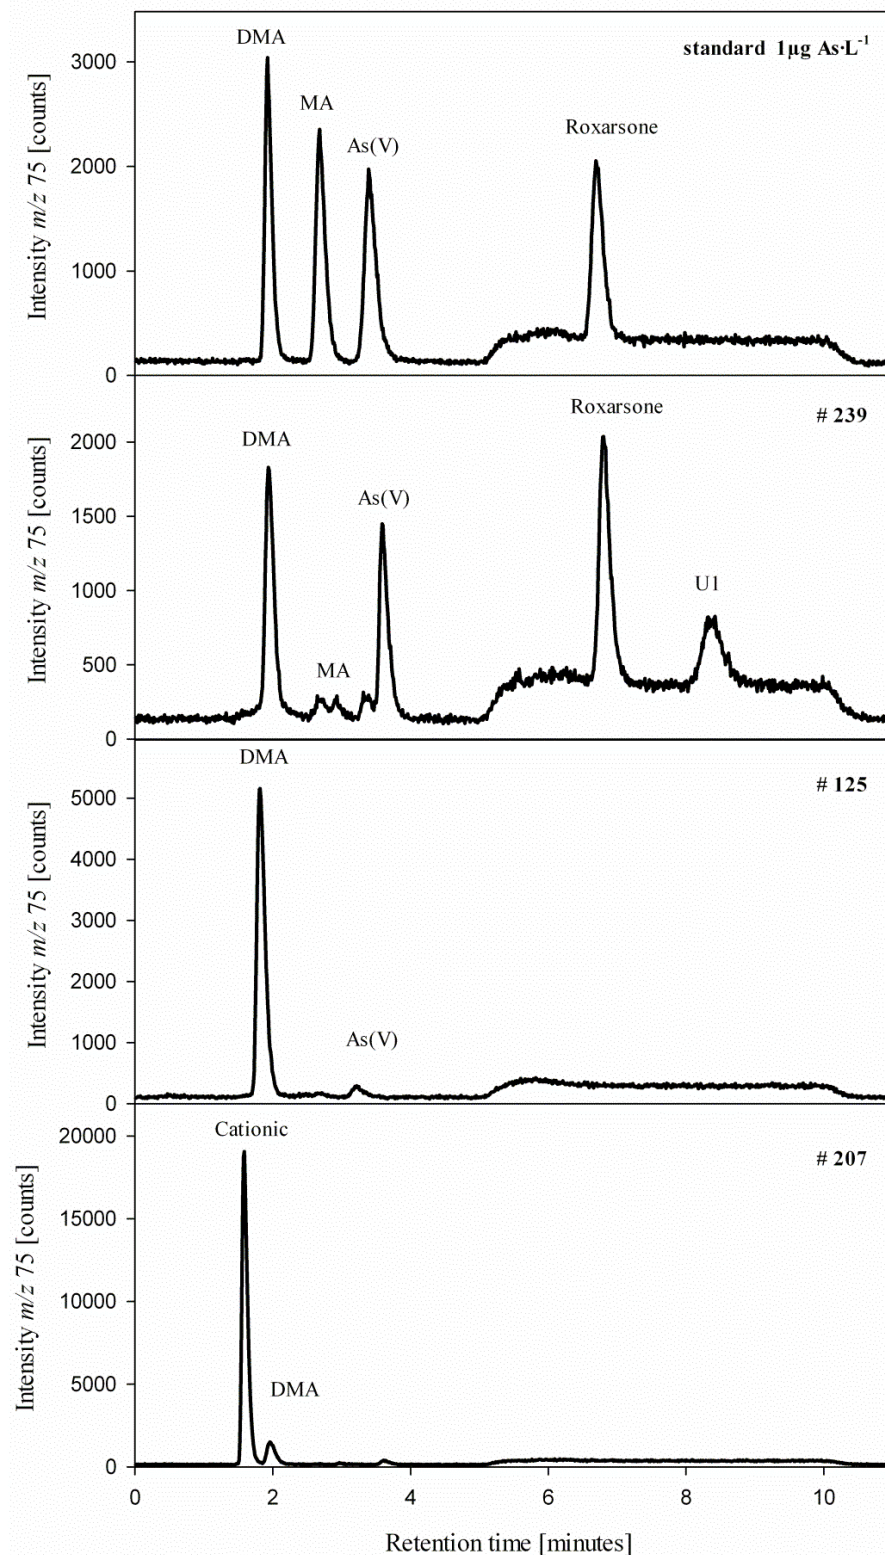 standard 1µg As·L⁻¹
DMA
MA
As(V)
Roxarsone
3000
2000
1000
0
Intensity m/z 75 [counts]
# 239
DMA
MA
As(V)
Roxarsone
U1
2000
1500
1000
500
0
Intensity m/z 75 [counts]
# 125
DMA
As(V)
5000
4000
3000
2000
1000
0
Intensity m/z 75 [counts]
# 207
Cationic
DMA
20000
15000
10000
5000
0
Intensity m/z 75 [counts]
0 2 4 6 8 10
Retention time [minutes]